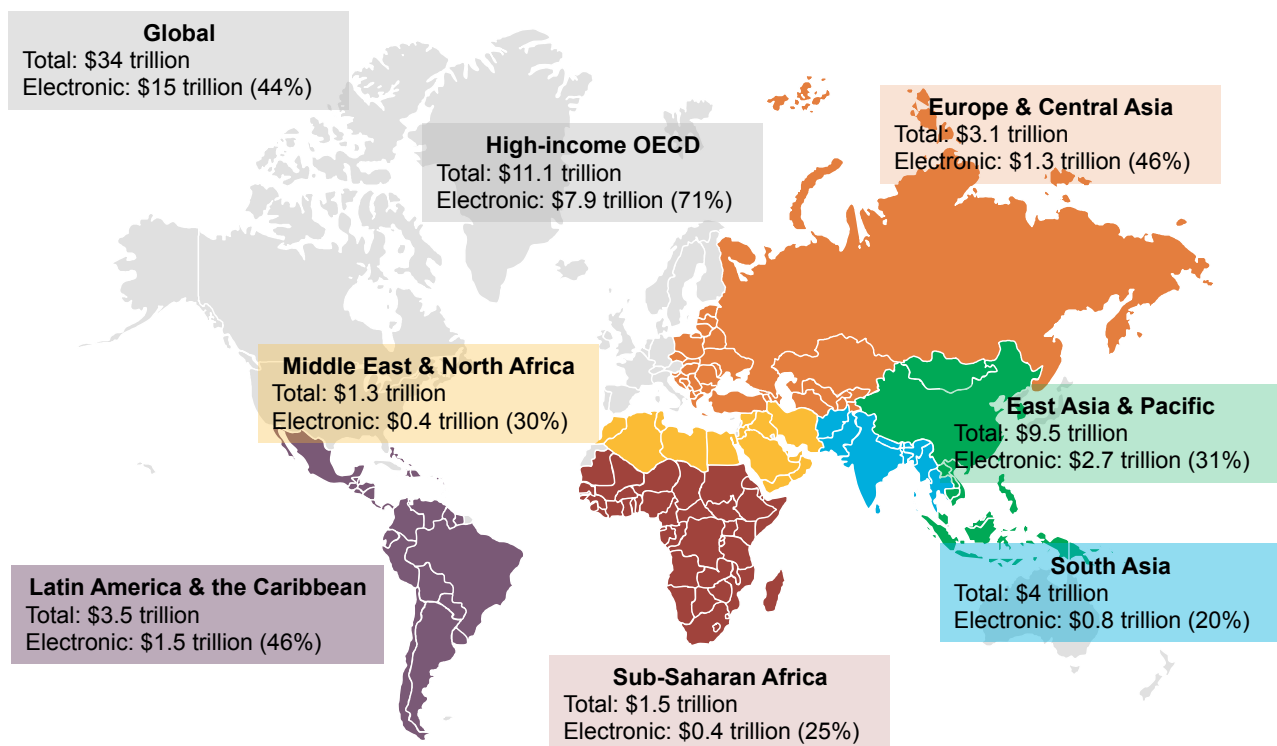 Global
Total: $34 trillion
Electronic: $15 trillion (44%)
High-income OECD
Total: $11.1 trillion
Electronic: $7.9 trillion (71%)
Europe & Central Asia
Total: $3.1 trillion
Electronic: $1.3 trillion (46%)
Middle East & North Africa
Total: $1.3 trillion
Electronic: $0.4 trillion (30%)
East Asia & Pacific
Total: $9.5 trillion
Electronic: $2.7 trillion (31%)
Latin America & the Caribbean
Total: $3.5 trillion
Electronic: $1.5 trillion (46%)
South Asia
Total: $4 trillion
Electronic: $0.8 trillion (20%)
Sub-Saharan Africa
Total: $1.5 trillion
Electronic: $0.4 trillion (25%)